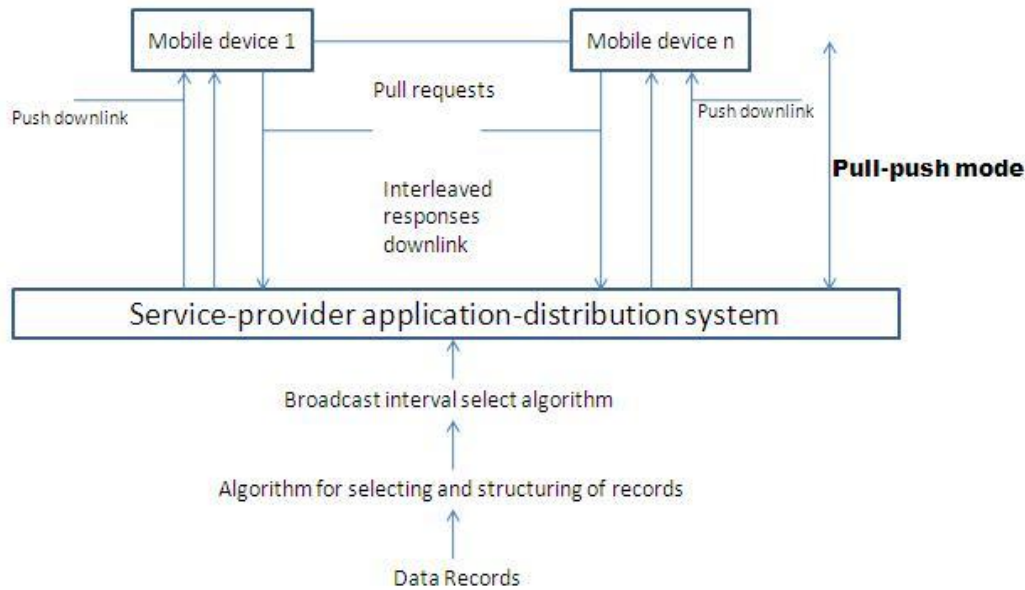 Mobile device 1
Mobile device n
Pull requests
Push downlink
Push downlink
Pull-push mode
Interleaved
responses
downlink
Service-provider application-distribution system
Broadcast interval select algorithm
Algorithm for selecting and structuring of records
Data Records